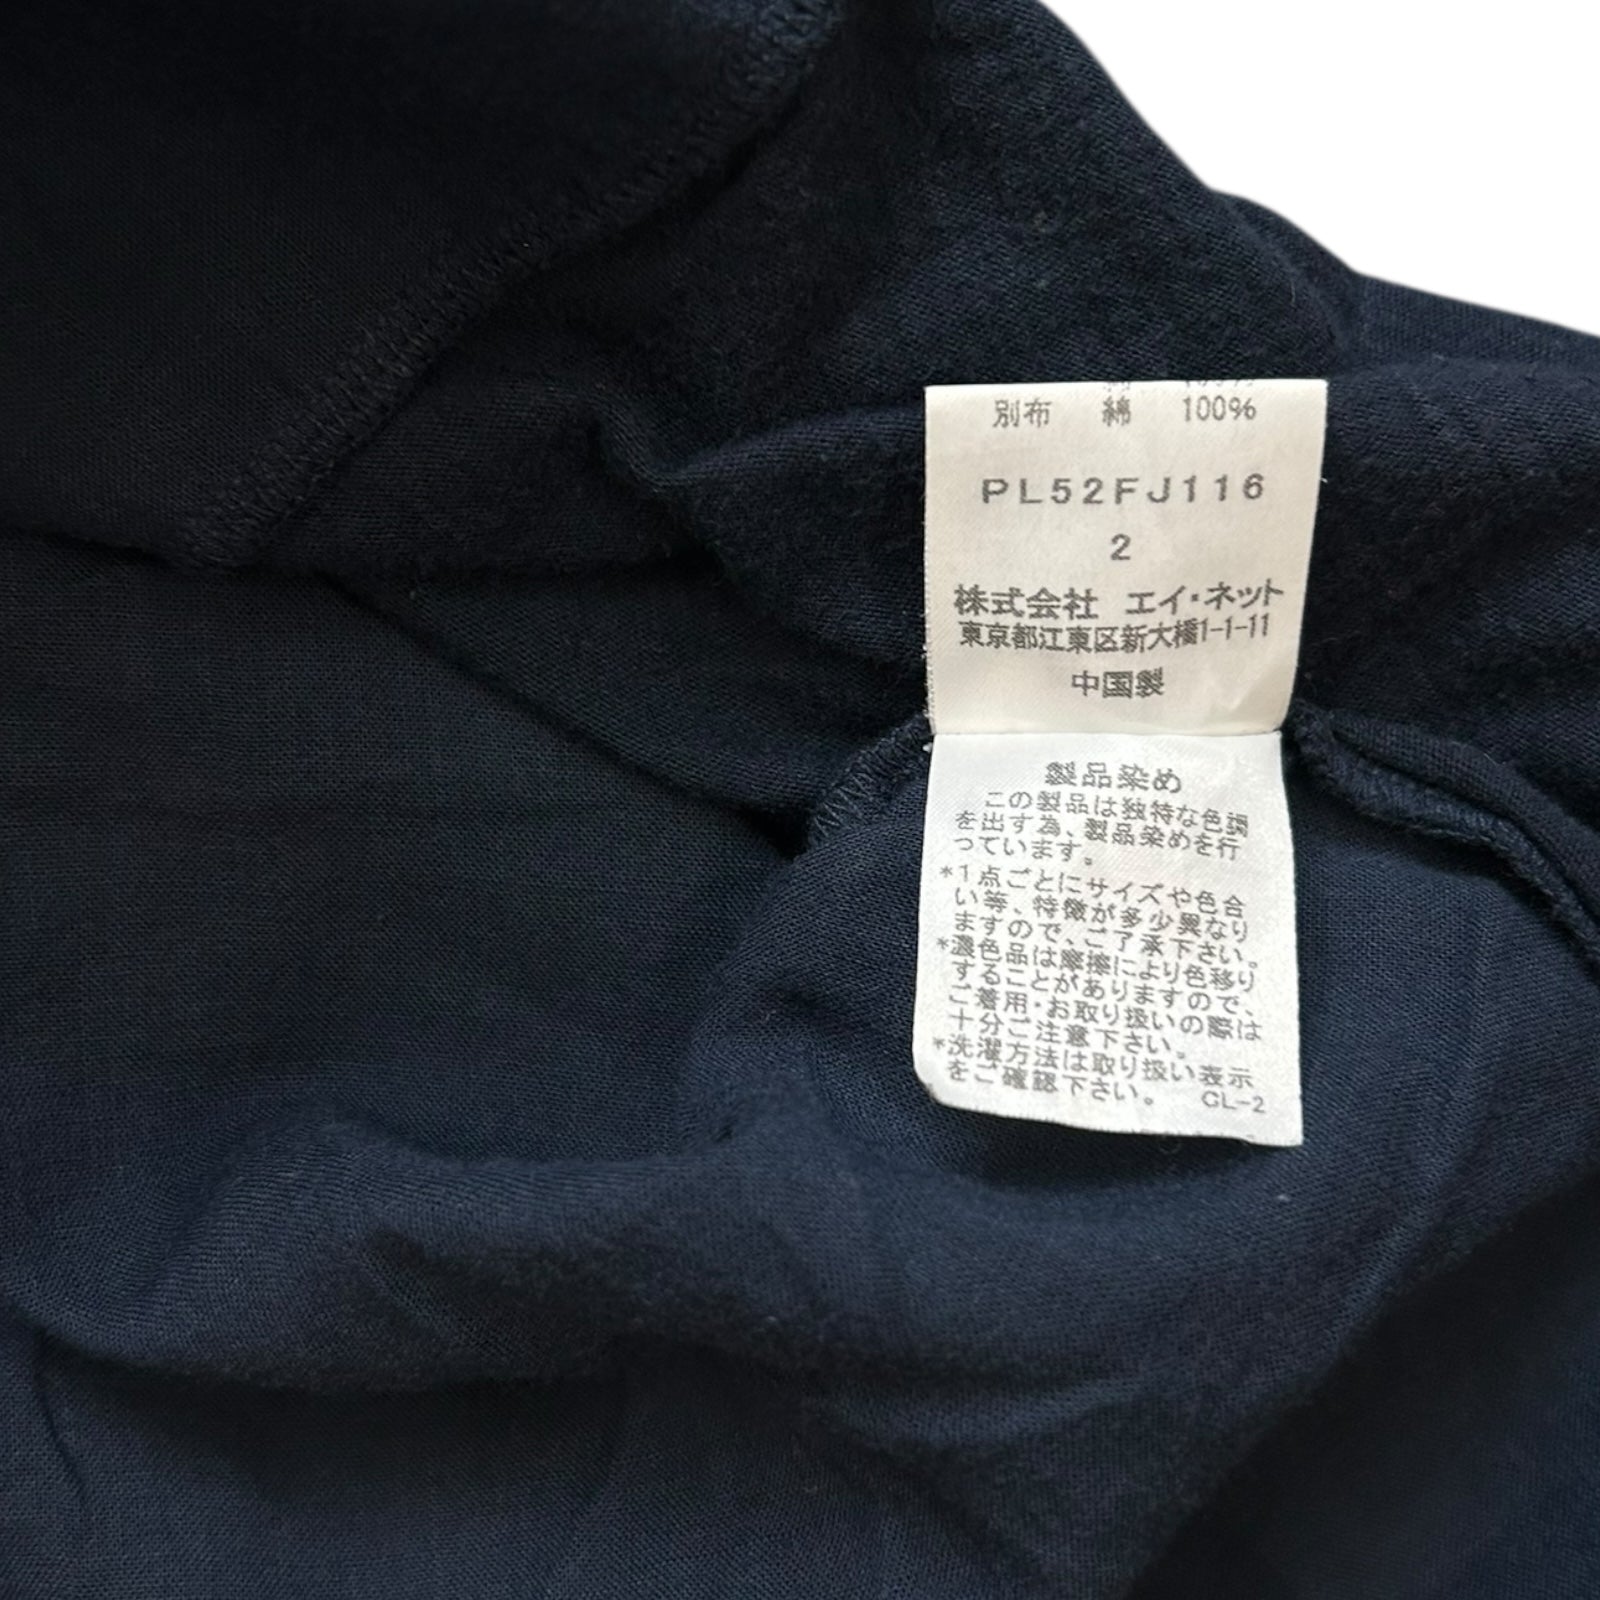 別布 綿 100%
PL52FJ116
2
株式会社 エイ・ネット
東京都江東区新大橋1-1-11
中国製
製品染め
この製品は独特な色調
を出す為、製品染めを行
っています。
*1点ごとにサイズや色合
い等、特徴が多少異なり
ますので、ご了承下さい。
*濃色品は摩擦により色移り
することがありますので、
ご着用・お取り扱いの際は
十分ご注意下さい。
*洗濯方法は取り扱い表示
をご確認下さい。 CL-2